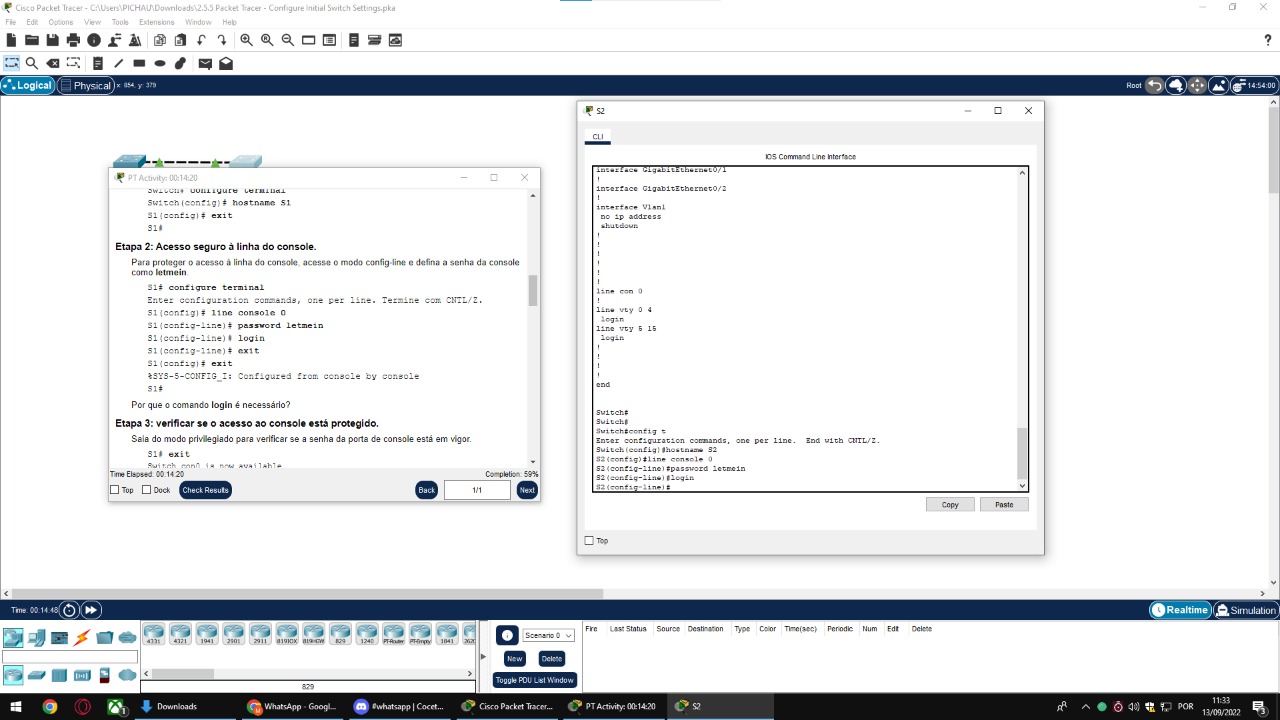 Cisco Packet Tracer - C:\Users\PICHAU\Downloads\2.5.5 Packet Tracer - Configure Initial Switch Settings.pka
File Edit Options View Tools Extensions Window Help
Logical Physical x: 854, y: 379 Root 14:54:00
PT Activity: 00:14:20
Switch# configure terminal
Switch(config)# hostname S1
S1(config)# exit
S1#
Etapa 2: Acesso seguro à linha do console.
Para proteger o acesso à linha do console, acesse o modo config-line e defina a senha da console
como letmein.
S1# configure terminal
Enter configuration commands, one per line. Termine com CNTL/Z.
S1(config)# line console 0
S1(config-line)# password letmein
S1(config-line)# login
S1(config-line)# exit
S1(config)# exit
%SYS-5-CONFIG_I: Configured from console by console
S1#
Por que o comando login é necessário?
Etapa 3: verificar se o acesso ao console está protegido.
Saia do modo privilegiado para verificar se a senha da porta de console está em vigor.
S1# exit
Switch con0 is now available
Time Elapsed: 00:14:20 Completion: 59%
Top Dock Check Results Back 1/1 Next
S2
CLI
IOS Command Line Interface
interface GigabitEthernet0/1
!
interface GigabitEthernet0/2
!
interface Vlan1
no ip address
shutdown
!
!
!
!
!
!
line con 0
!
line vty 0 4
login
line vty 5 15
login
!
!
!
!
end
Switch#
Switch#
Switch#config t
Enter configuration commands, one per line. End with CNTL/Z.
Switch(config)#hostname S2
S2(config)#line console 0
S2(config-line)#password letmein
S2(config-line)#login
S2(config-line)#
Copy Paste
Top
Time: 00:14:48 Realtime Simulation
4331 4321 1941 2901 2911 819IOX 819HGW 829 1240 PT-Router PT-Empty 1841 2620
829
Scenario 0
New Delete
Toggle PDU List Window
Fire Last Status Source Destination Type Color Time(sec) Periodic Num Edit Delete
Downloads WhatsApp - Googl... #whatsapp | Cocet... Cisco Packet Tracer... PT Activity: 00:14:20 S2
POR 11:33
13/09/2022